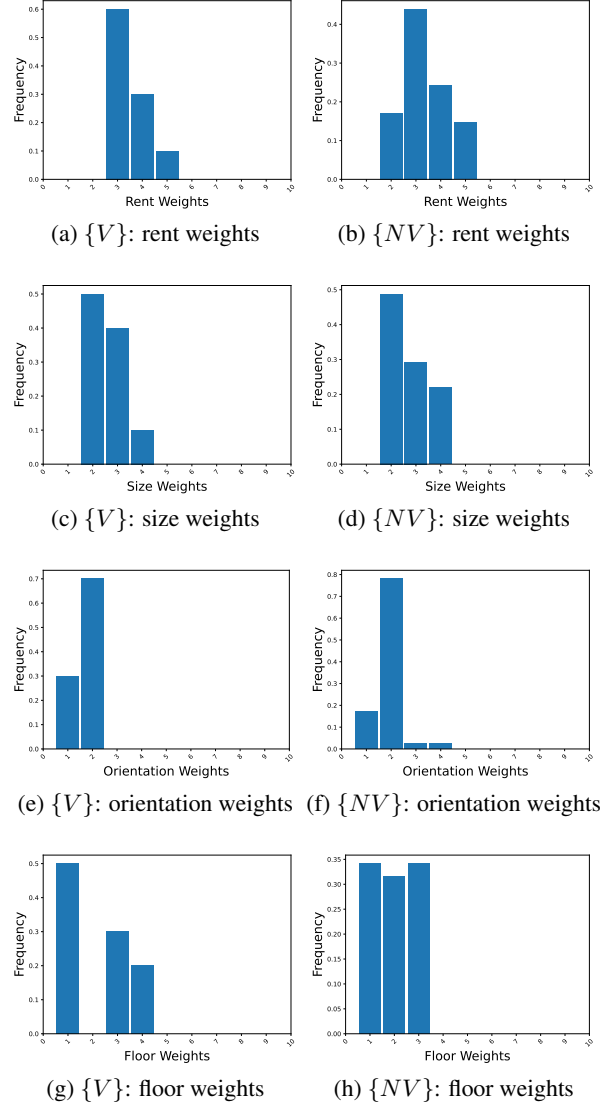 0.6
0.5
0.4
0.3
0.2
0.1
0.0
Frequency
0 1 2 3 4 5 6 7 8 9 10
Rent Weights
(a) {V}: rent weights
0.4
0.3
0.2
0.1
0.0
Frequency
0 1 2 3 4 5 6 7 8 9 10
Rent Weights
(b) {NV}: rent weights
0.5
0.4
0.3
0.2
0.1
0.0
Frequency
0 1 2 3 4 5 6 7 8 9 10
Size Weights
(c) {V}: size weights
0.5
0.4
0.3
0.2
0.1
0.0
Frequency
0 1 2 3 4 5 6 7 8 9 10
Size Weights
(d) {NV}: size weights
0.7
0.6
0.5
0.4
0.3
0.2
0.1
0.0
Frequency
0 1 2 3 4 5 6 7 8 9 10
Orientation Weights
(e) {V}: orientation weights
0.8
0.7
0.6
0.5
0.4
0.3
0.2
0.1
0.0
Frequency
0 1 2 3 4 5 6 7 8 9 10
Orientation Weights
(f) {NV}: orientation weights
0.5
0.4
0.3
0.2
0.1
0.0
Frequency
0 1 2 3 4 5 6 7 8 9 10
Floor Weights
(g) {V}: floor weights
0.35
0.30
0.25
0.20
0.15
0.10
0.05
0.00
Frequency
0 1 2 3 4 5 6 7 8 9 10
Floor Weights
(h) {NV}: floor weights